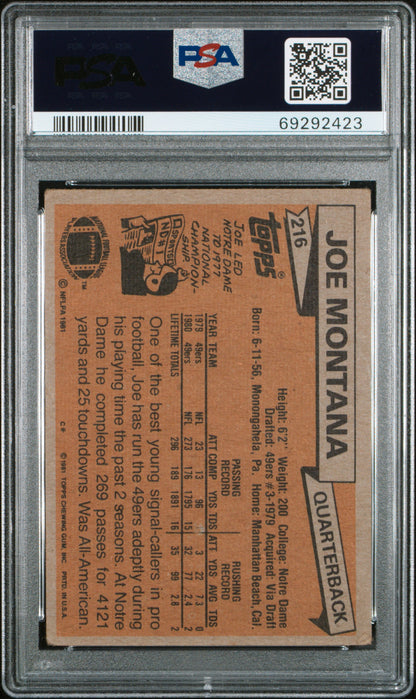 PSA
PSA
69292423
216
JOE MONTANA
QUARTERBACK
TOPPS®
Height: 6'2" Weight: 200 College: Notre Dame
Drafted: 49ers #3-1979 Acquired: Via Draft
Born: 6-11-56, Monongahela, Pa. Home: Manhattan Beach, Cal.
PASSING RECORD RUSHING RECORD
YEAR TEAM ATT COMP YDS TDS ATT YDS AVG TDS
1979 49ers NFL 23 13 96 1 3 22 7.3 0
1980 49ers NFL 273 176 1795 15 32 77 2.4 2
LIFETIME TOTALS 296 189 1891 16 35 99 2.8 2
SPORTS
JOE LED
NOTRE DAME
TO 1977
NATIONAL
CHAMPION-
SHIP
One of the best young signal-callers in pro
football, Joe has run the 49ers adeptly during
his playing time the past 2 seasons. At Notre
Dame he completed 269 passes for 4121
yards and 25 touchdowns. Was All-American.
™
© NFLPA 1981
© 1981 TOPPS CHEWING GUM, INC. PRTD. IN U.S.A.